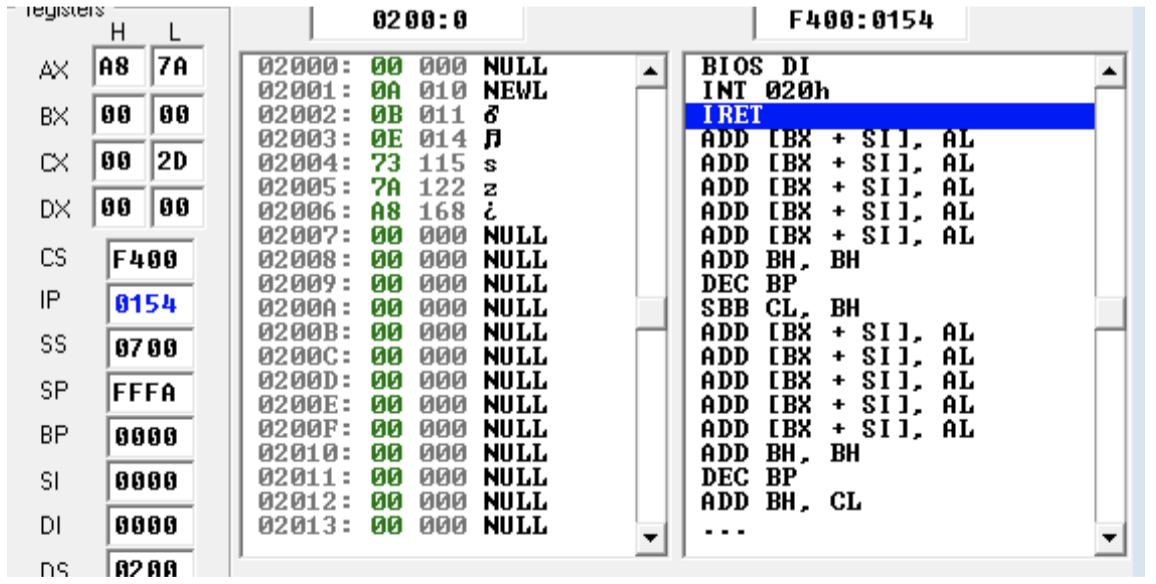 registers
H L
AX A8 7A
BX 00 00
CX 00 2D
DX 00 00
CS F400
IP 0154
SS 0700
SP FFFA
BP 0000
SI 0000
DI 0000
DS 0200
0200:0
02000: 00 000 NULL
02001: 0A 010 NEWL
02002: 0B 011 ♂
02003: 0E 014 ♫
02004: 73 115 s
02005: 7A 122 z
02006: A8 168 ¿
02007: 00 000 NULL
02008: 00 000 NULL
02009: 00 000 NULL
0200A: 00 000 NULL
0200B: 00 000 NULL
0200C: 00 000 NULL
0200D: 00 000 NULL
0200E: 00 000 NULL
0200F: 00 000 NULL
02010: 00 000 NULL
02011: 00 000 NULL
02012: 00 000 NULL
02013: 00 000 NULL
F400:0154
BIOS DI
INT 020h
IRET
ADD [BX + SI], AL
ADD [BX + SI], AL
ADD [BX + SI], AL
ADD [BX + SI], AL
ADD [BX + SI], AL
ADD BH, BH
DEC BP
SBB CL, BH
ADD [BX + SI], AL
ADD [BX + SI], AL
ADD [BX + SI], AL
ADD [BX + SI], AL
ADD [BX + SI], AL
ADD BH, BH
DEC BP
ADD BH, CL
...